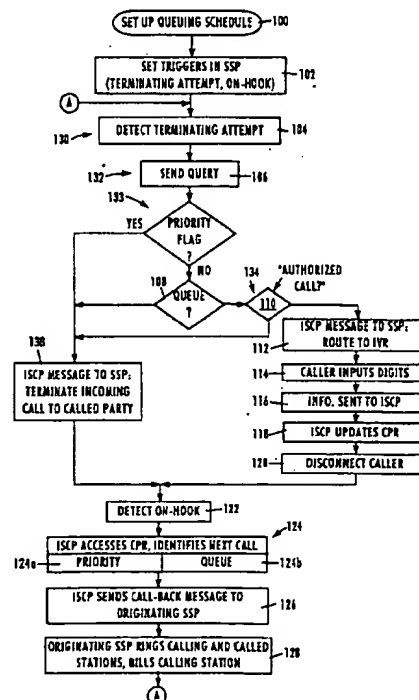 SET UP QUEUING SCHEDULE
100
SET TRIGGERS IN SSP
(TERMINATING ATTEMPT, ON-HOOK)
102
A
130
DETECT TERMINATING ATTEMPT
104
132
SEND QUERY
106
133
YES
PRIORITY
FLAG
?
NO
134
"AUTHORIZED
CALL?"
108
QUEUE
?
110
138
ISCP MESSAGE TO SSP:
TERMINATE INCOMING
CALL TO CALLED PARTY
112
ISCP MESSAGE TO SSP:
ROUTE TO IVR
114
CALLER INPUTS DIGITS
116
INFO. SENT TO ISCP
118
ISCP UPDATES CPR
120
DISCONNECT CALLER
DETECT ON-HOOK
122
124
ISCP ACCESSES CPR, IDENTIFIES NEXT CALL
124a
PRIORITY
QUEUE
124b
ISCP SENDS CALL-BACK MESSAGE TO
ORIGINATING SSP
126
ORIGINATING SSP RINGS CALLING AND CALLED
STATIONS, BILLS CALLING STATION
128
A